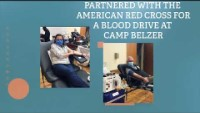 PARTNERED WITH THE
AMERICAN RED CROSS FOR
A BLOOD DRIVE AT
CAMP BELZER